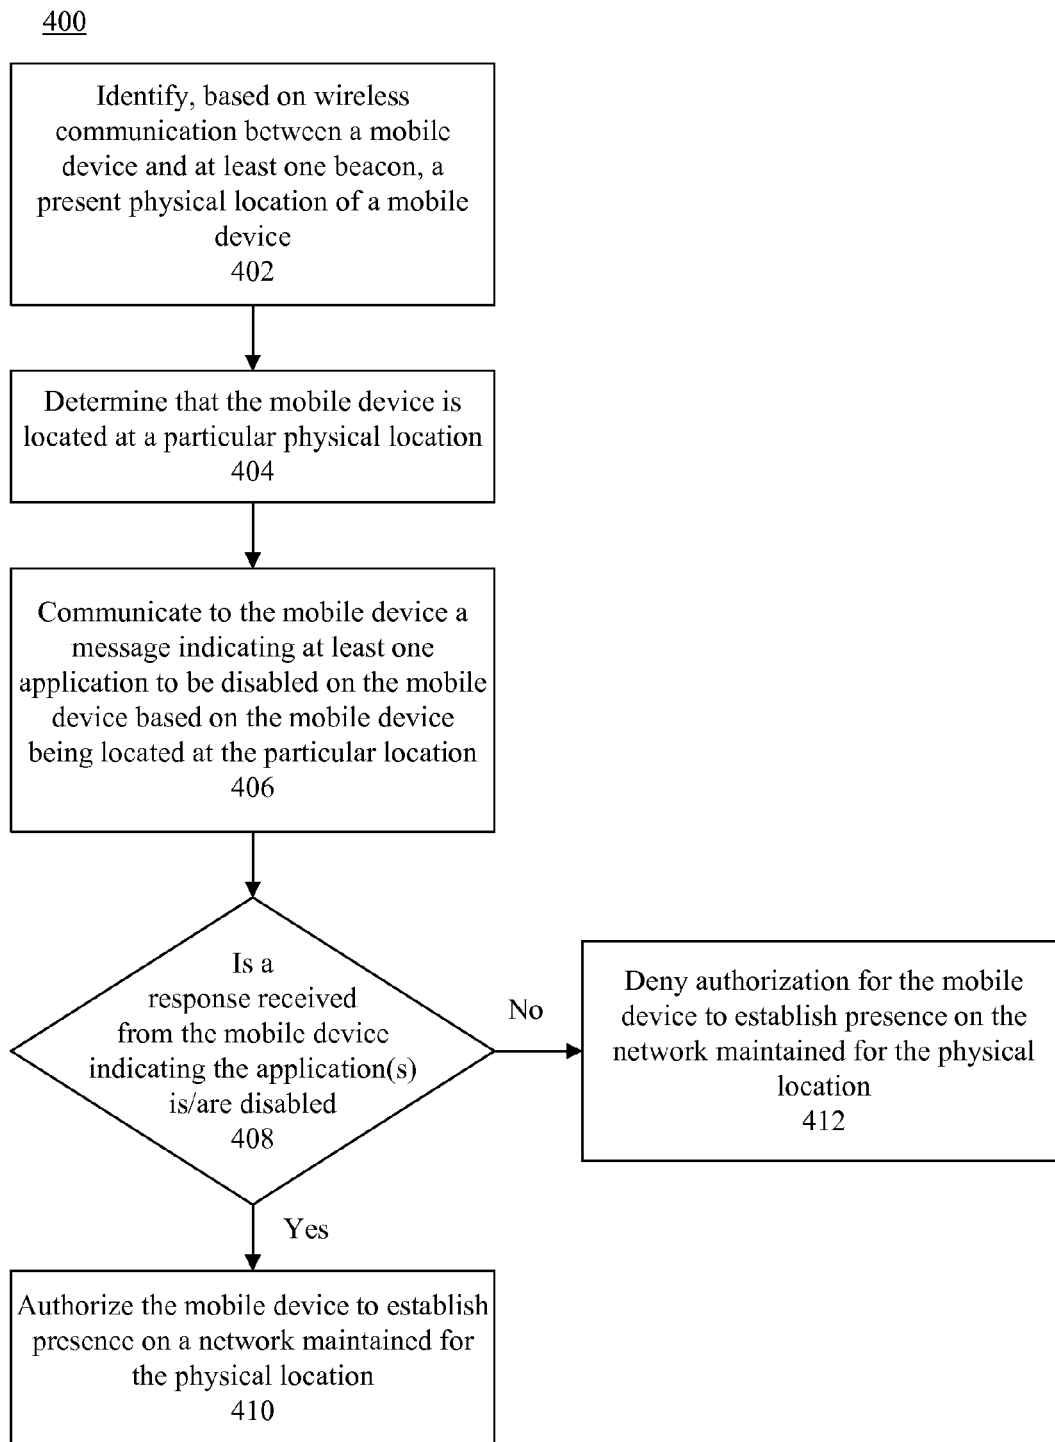 400
Identify, based on wireless
communication between a mobile
device and at least one beacon, a
present physical location of a mobile
device
402
Determine that the mobile device is
located at a particular physical location
404
Communicate to the mobile device a
message indicating at least one
application to be disabled on the mobile
device based on the mobile device
being located at the particular location
406
Is a
response received
from the mobile device
indicating the application(s)
is/are disabled
408
No
Deny authorization for the mobile
device to establish presence on the
network maintained for the physical
location
412
Yes
Authorize the mobile device to establish
presence on a network maintained for
the physical location
410